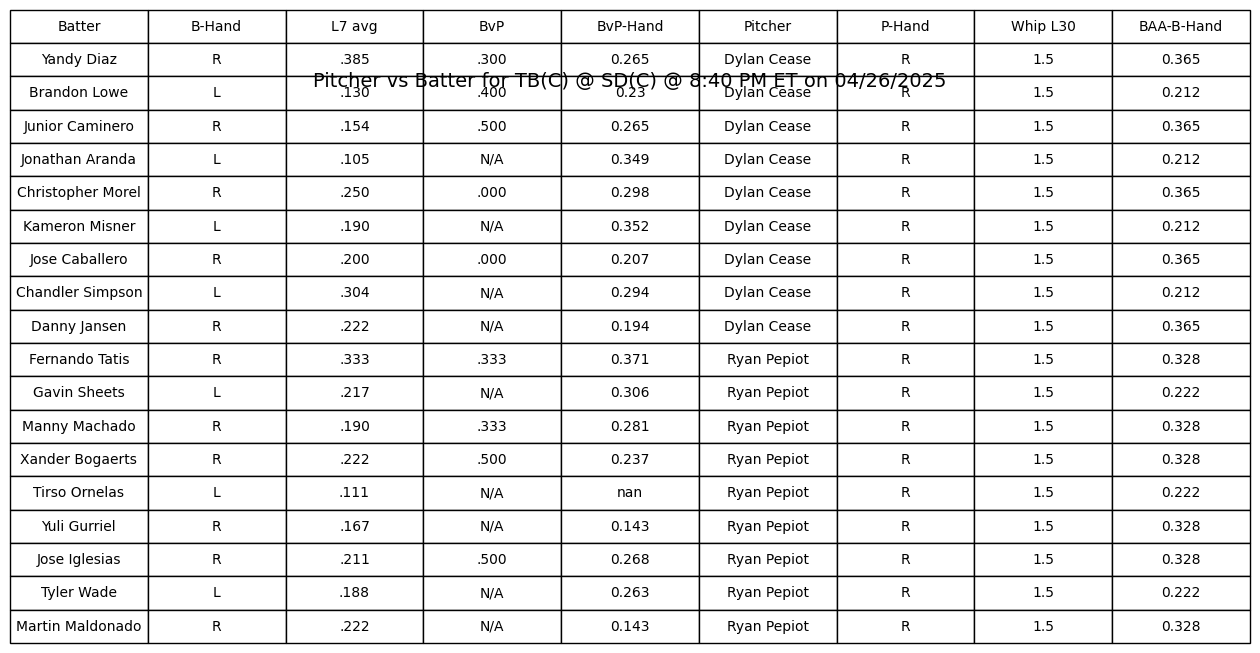 Batter B-Hand L7 avg BvP BvP-Hand Pitcher P-Hand Whip L30 BAA-B-Hand
Yandy Diaz R .385 .300 0.265 Dylan Cease R 1.5 0.365
Pitcher vs Batter for TB(C) @ SD(C) @ 8:40 PM ET on 04/26/2025
Brandon Lowe L .130 .400 0.23 Dylan Cease R 1.5 0.212
Junior Caminero R .154 .500 0.265 Dylan Cease R 1.5 0.365
Jonathan Aranda L .105 N/A 0.349 Dylan Cease R 1.5 0.212
Christopher Morel R .250 .000 0.298 Dylan Cease R 1.5 0.365
Kameron Misner L .190 N/A 0.352 Dylan Cease R 1.5 0.212
Jose Caballero R .200 .000 0.207 Dylan Cease R 1.5 0.365
Chandler Simpson L .304 N/A 0.294 Dylan Cease R 1.5 0.212
Danny Jansen R .222 N/A 0.194 Dylan Cease R 1.5 0.365
Fernando Tatis R .333 .333 0.371 Ryan Pepiot R 1.5 0.328
Gavin Sheets L .217 N/A 0.306 Ryan Pepiot R 1.5 0.222
Manny Machado R .190 .333 0.281 Ryan Pepiot R 1.5 0.328
Xander Bogaerts R .222 .500 0.237 Ryan Pepiot R 1.5 0.328
Tirso Ornelas L .111 N/A nan Ryan Pepiot R 1.5 0.222
Yuli Gurriel R .167 N/A 0.143 Ryan Pepiot R 1.5 0.328
Jose Iglesias R .211 .500 0.268 Ryan Pepiot R 1.5 0.328
Tyler Wade L .188 N/A 0.263 Ryan Pepiot R 1.5 0.222
Martin Maldonado R .222 N/A 0.143 Ryan Pepiot R 1.5 0.328